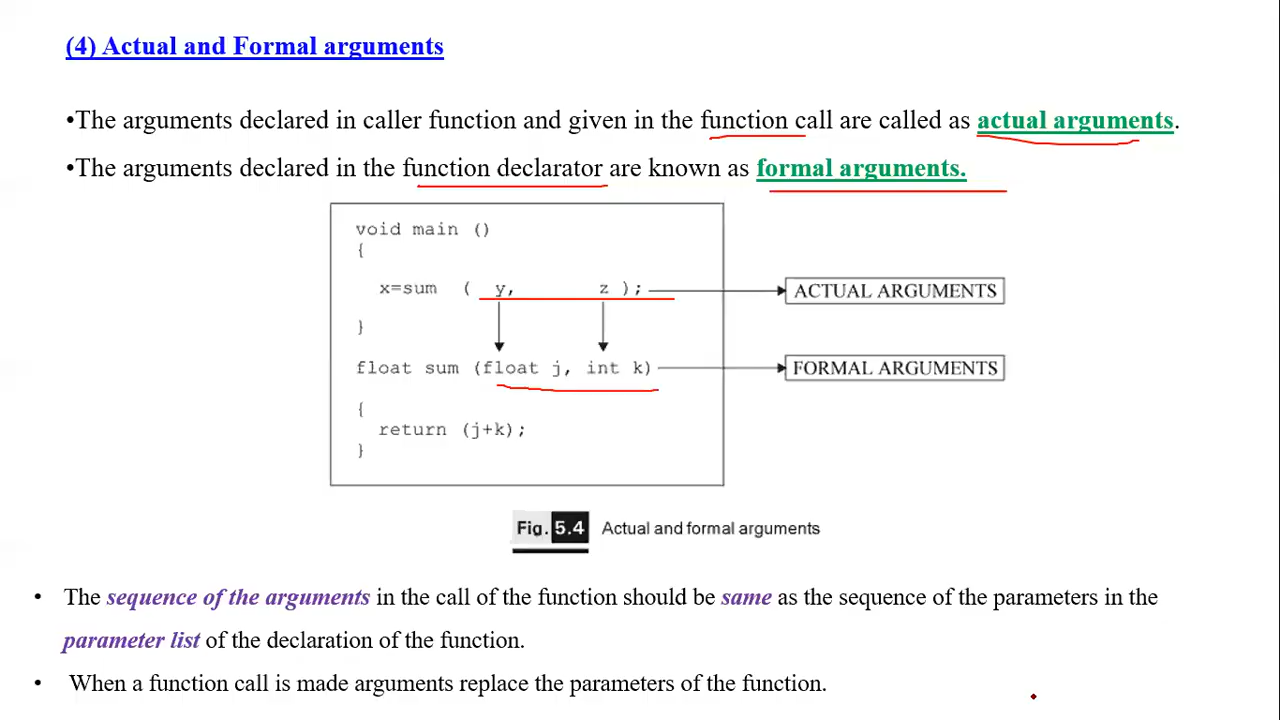 (4) Actual and Formal arguments
•The arguments declared in caller function and given in the function call are called as actual arguments.
•The arguments declared in the function declarator are known as formal arguments.
void main ()
{
x=sum ( y, z ); ACTUAL ARGUMENTS
}
float sum (float j, int k) FORMAL ARGUMENTS
{
return (j+k);
}
Fig. 5.4 Actual and formal arguments
• The sequence of the arguments in the call of the function should be same as the sequence of the parameters in the
parameter list of the declaration of the function.
• When a function call is made arguments replace the parameters of the function.